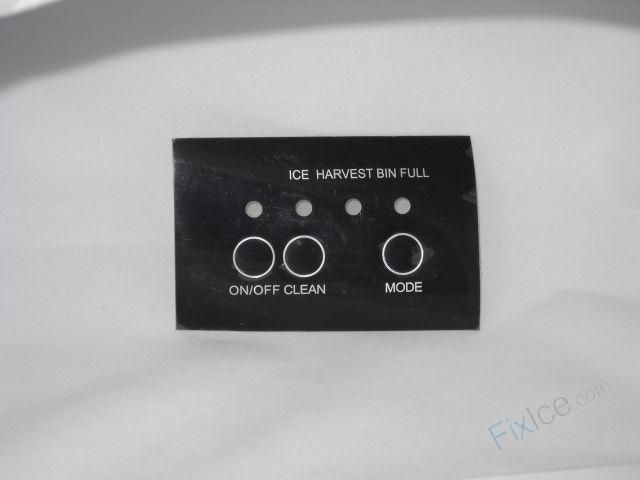 ICE HARVEST BIN FULL
ON/OFF CLEAN MODE
FixIce.com